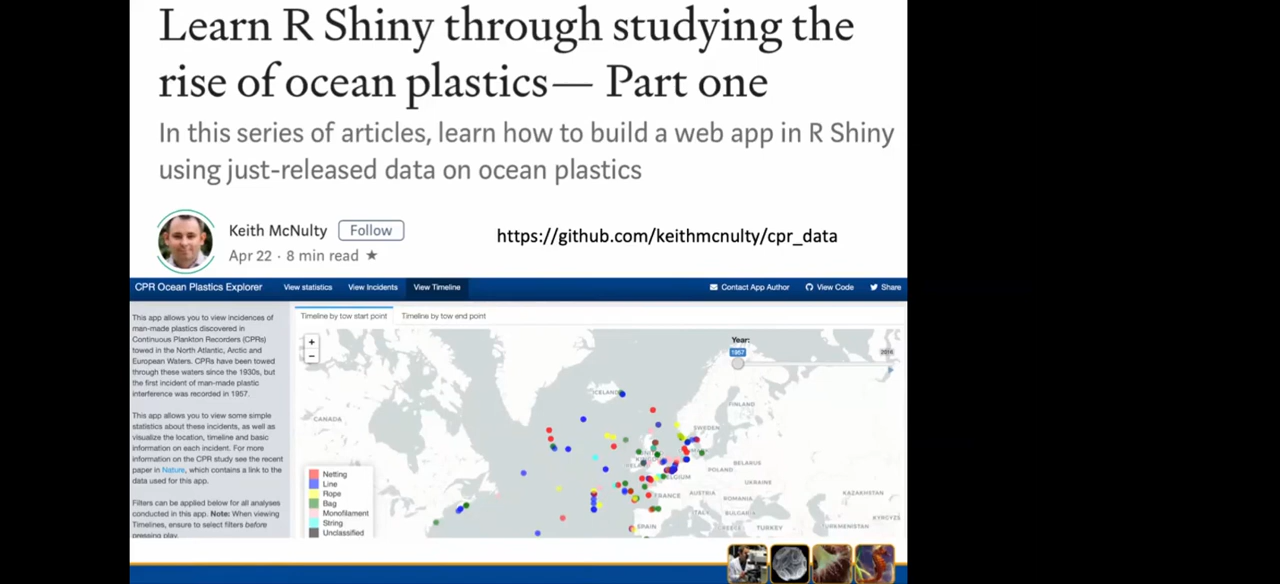 Learn R Shiny through studying the
rise of ocean plastics— Part one
In this series of articles, learn how to build a web app in R Shiny
using just-released data on ocean plastics
Keith McNulty Follow
Apr 22 · 8 min read ★
https://github.com/keithmcnulty/cpr_data
CPR Ocean Plastics Explorer View statistics View Incidents View Timeline Contact App Author View Code Share
This app allows you to view incidences of
man-made plastics discovered in
Continuous Plankton Recorders (CPRs)
towed in the North Atlantic, Arctic and
European Waters. CPRs have been towed
through these waters since the 1930s, but
the first incident of man-made plastic
interference was recorded in 1957.
This app allows you to view some simple
statistics about these incidents, as well as
visualize the location, timeline and basic
information on each incident. For more
information on the CPR study see the recent
paper in Nature, which contains a link to the
data used for this app.
Filters can be applied below for all analyses
conducted in this app. Note: When viewing
Timelines, ensure to select filters before
pressing play.
Timeline by tow start point Timeline by tow end point
+
−
Year:
1957
2016
ICELAND
CANADA
FINLAND
SWEDEN
BELARUS
POLAND
BELGIUM
UKRAINE
FRANCE
AUSTRIA
ROMANIA
KAZAKHSTAN
SPAIN
TURKEY
Netting
Line
Rope
Bag
Monofilament
String
Unclassified